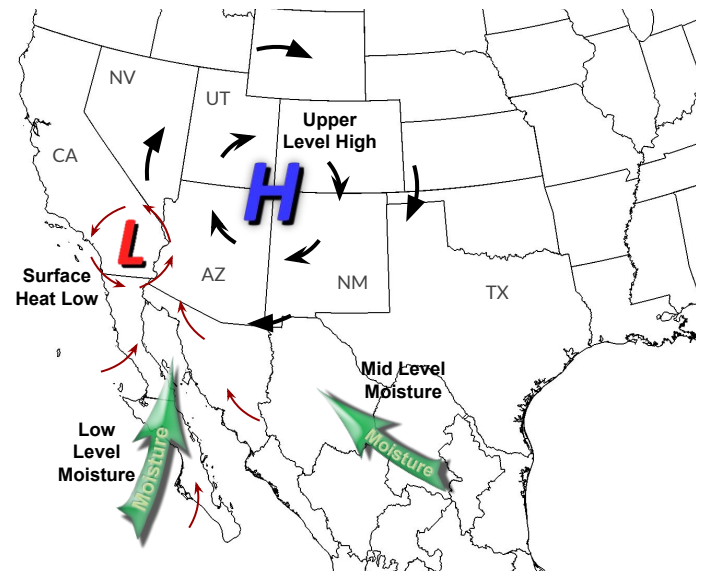 NV
UT
Upper
Level High
CA
H
L
Surface
Heat Low
AZ
NM
TX
Mid Level
Moisture
Moisture
Low
Level
Moisture
Moisture